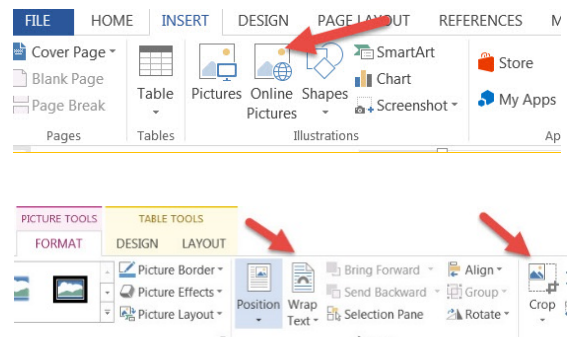 FILE HOME INSERT DESIGN PAGE LAYOUT REFERENCES M
Cover Page
Blank Page
Page Break
Table
Pictures
Online
Pictures
Shapes
SmartArt
Chart
Screenshot
Store
My Apps
Pages Tables Illustrations Ap
PICTURE TOOLS TABLE TOOLS
FORMAT DESIGN LAYOUT
Picture Border
Picture Effects
Picture Layout
Position
Wrap
Text
Bring Forward
Send Backward
Selection Pane
Align
Group
Rotate
Crop